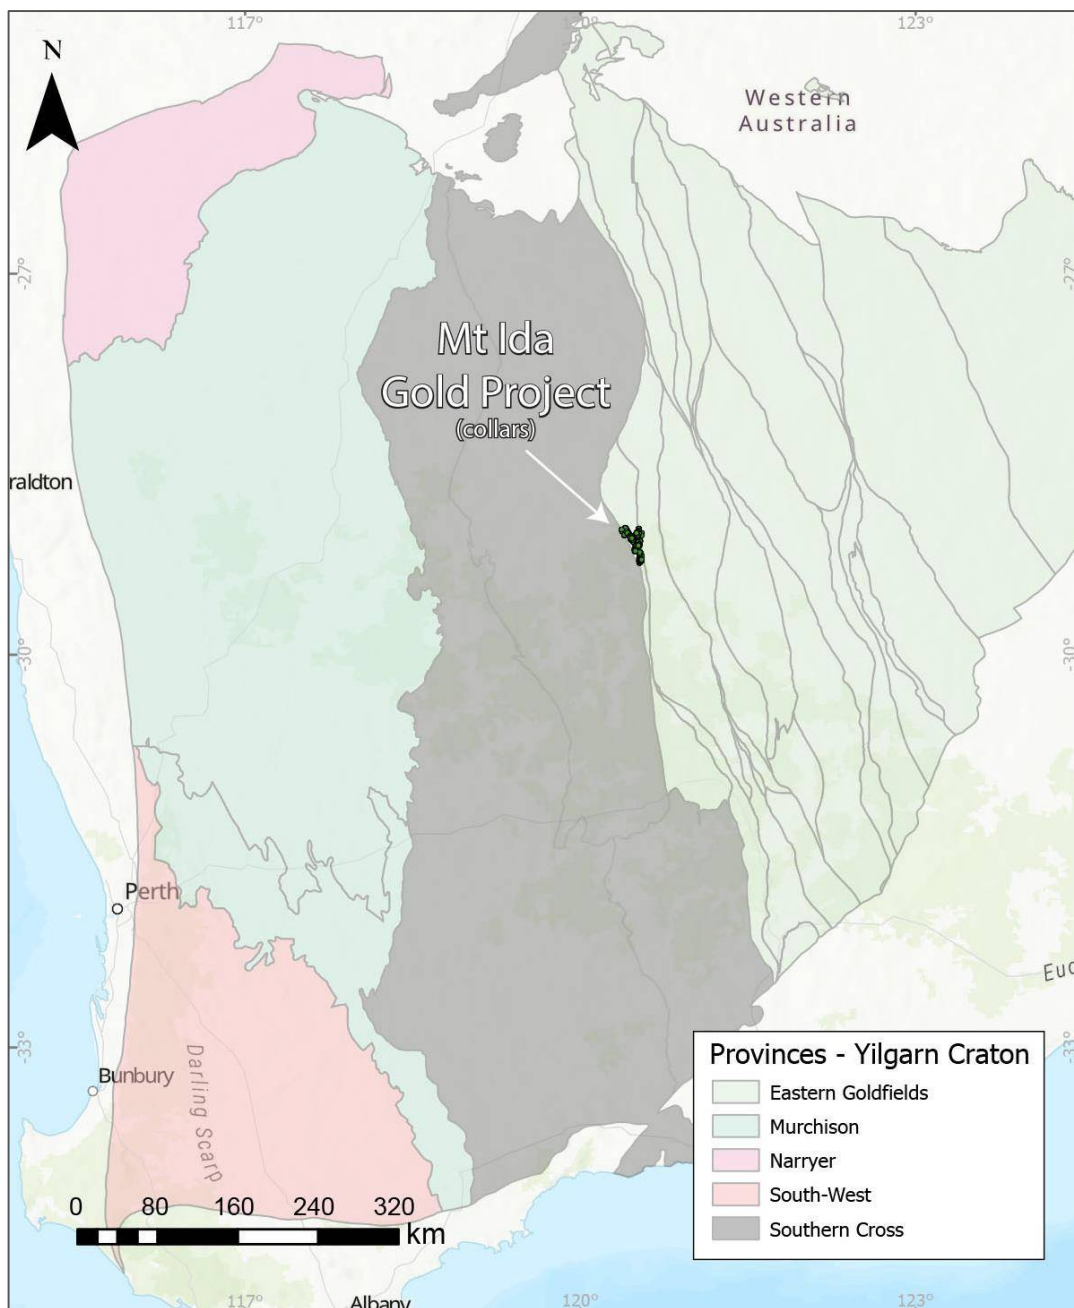 117°
120°
123°
N
Western
Australia
-27°
-27°
Mt Ida
Gold Project
(collars)
raldton
-30°
-30°
Perth
Euc
-33°
-33°
Provinces - Yilgarn Craton
Eastern Goldfields
Murchison
Narryer
South-West
Southern Cross
Bunbury
Darling Scarp
0 80 160 240 320
km
117°
120°
123°
Albany